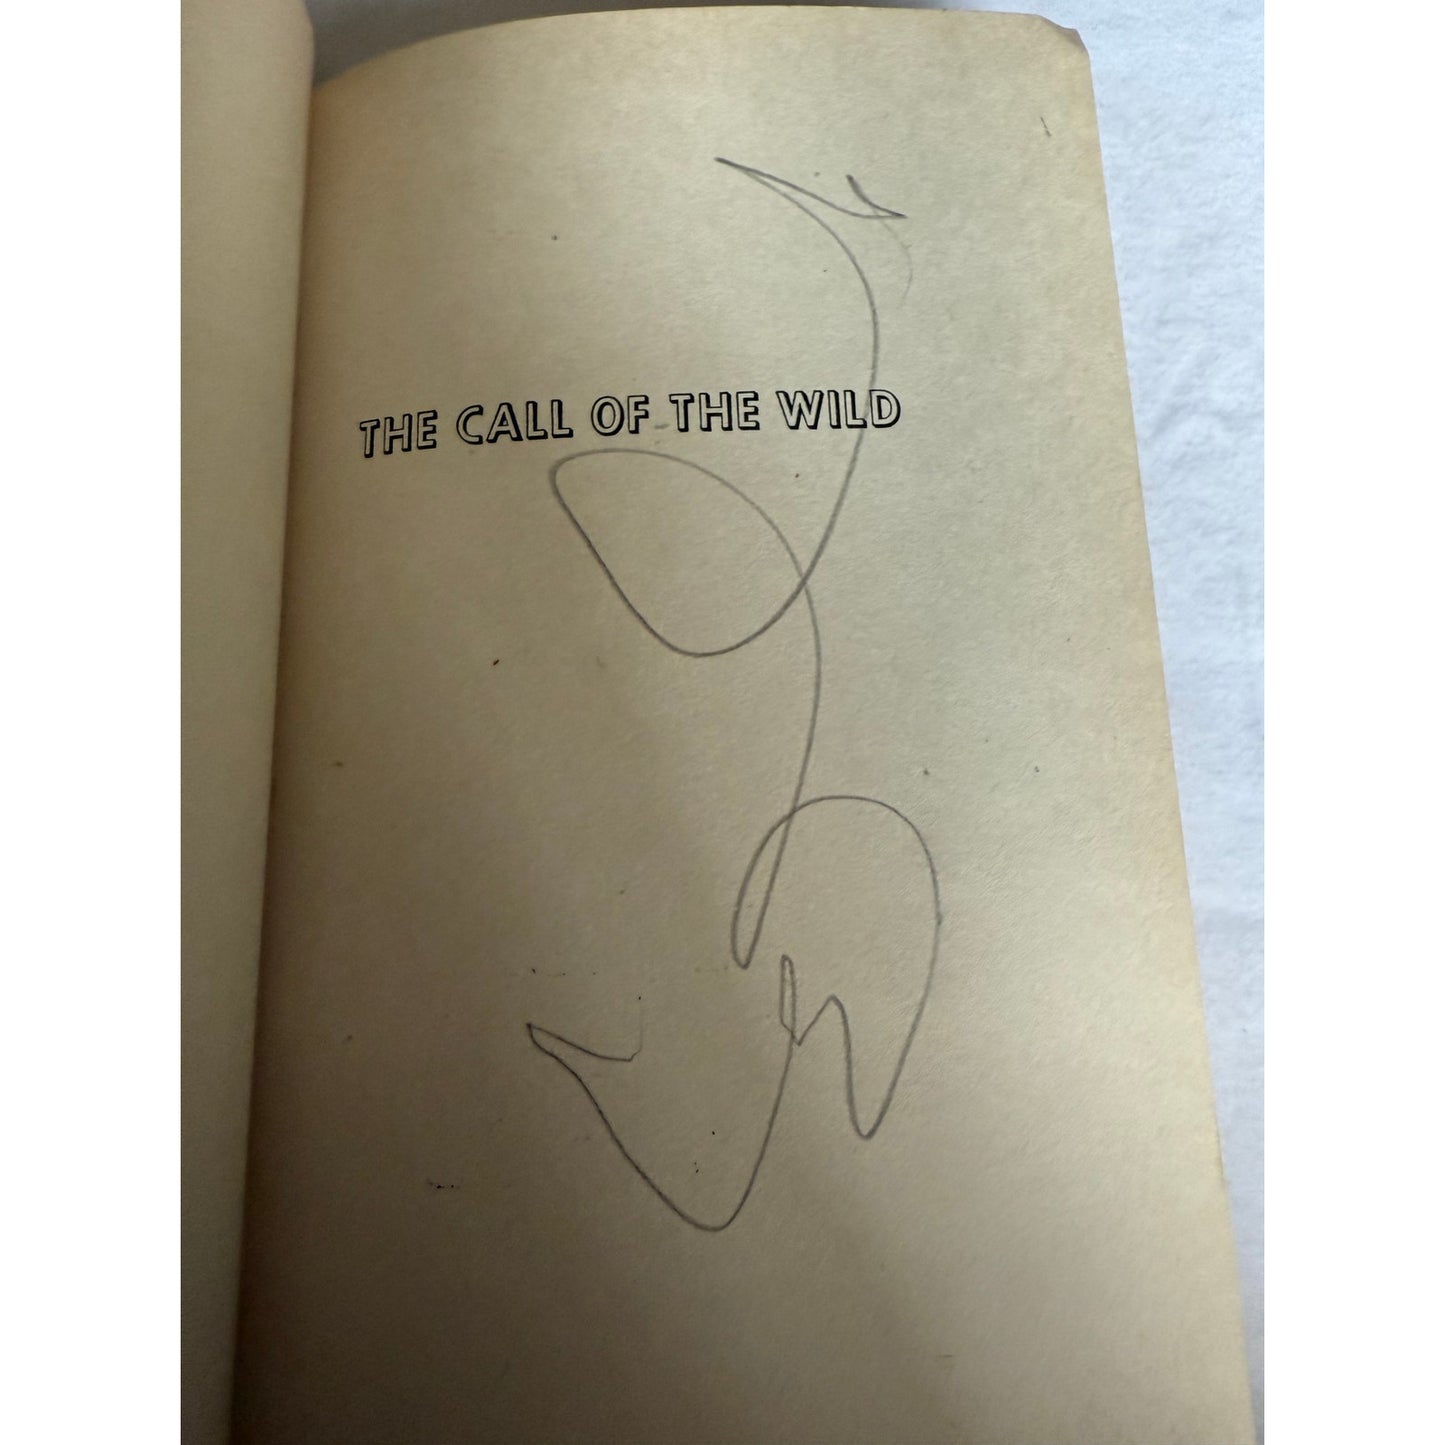 THE CALL OF THE WILD